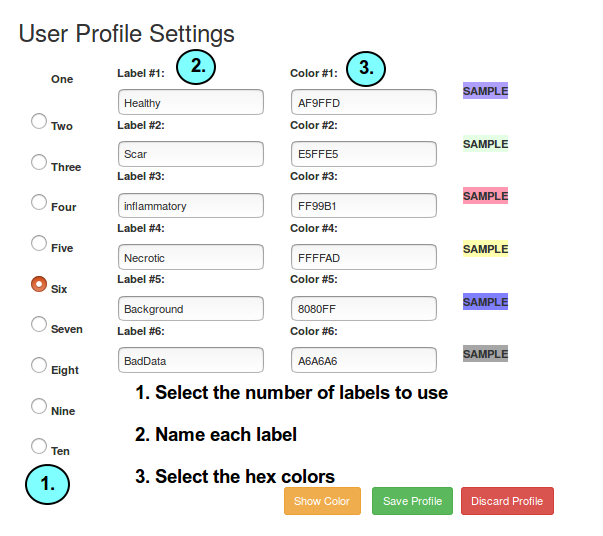 User Profile Settings
One
Label #1:
2.
Color #1:
3.
Healthy
AF9FFD
SAMPLE
Two
Label #2:
Color #2:
Scar
E5FFE5
SAMPLE
Three
Label #3:
Color #3:
Four
inflammatory
FF99B1
SAMPLE
Label #4:
Color #4:
Five
Necrotic
FFFFAD
SAMPLE
Six
Label #5:
Color #5:
Background
8080FF
SAMPLE
Seven
Label #6:
Color #6:
Eight
BadData
A6A6A6
SAMPLE
Nine
Ten
1.
1. Select the number of labels to use
2. Name each label
3. Select the hex colors
Show Color
Save Profile
Discard Profile